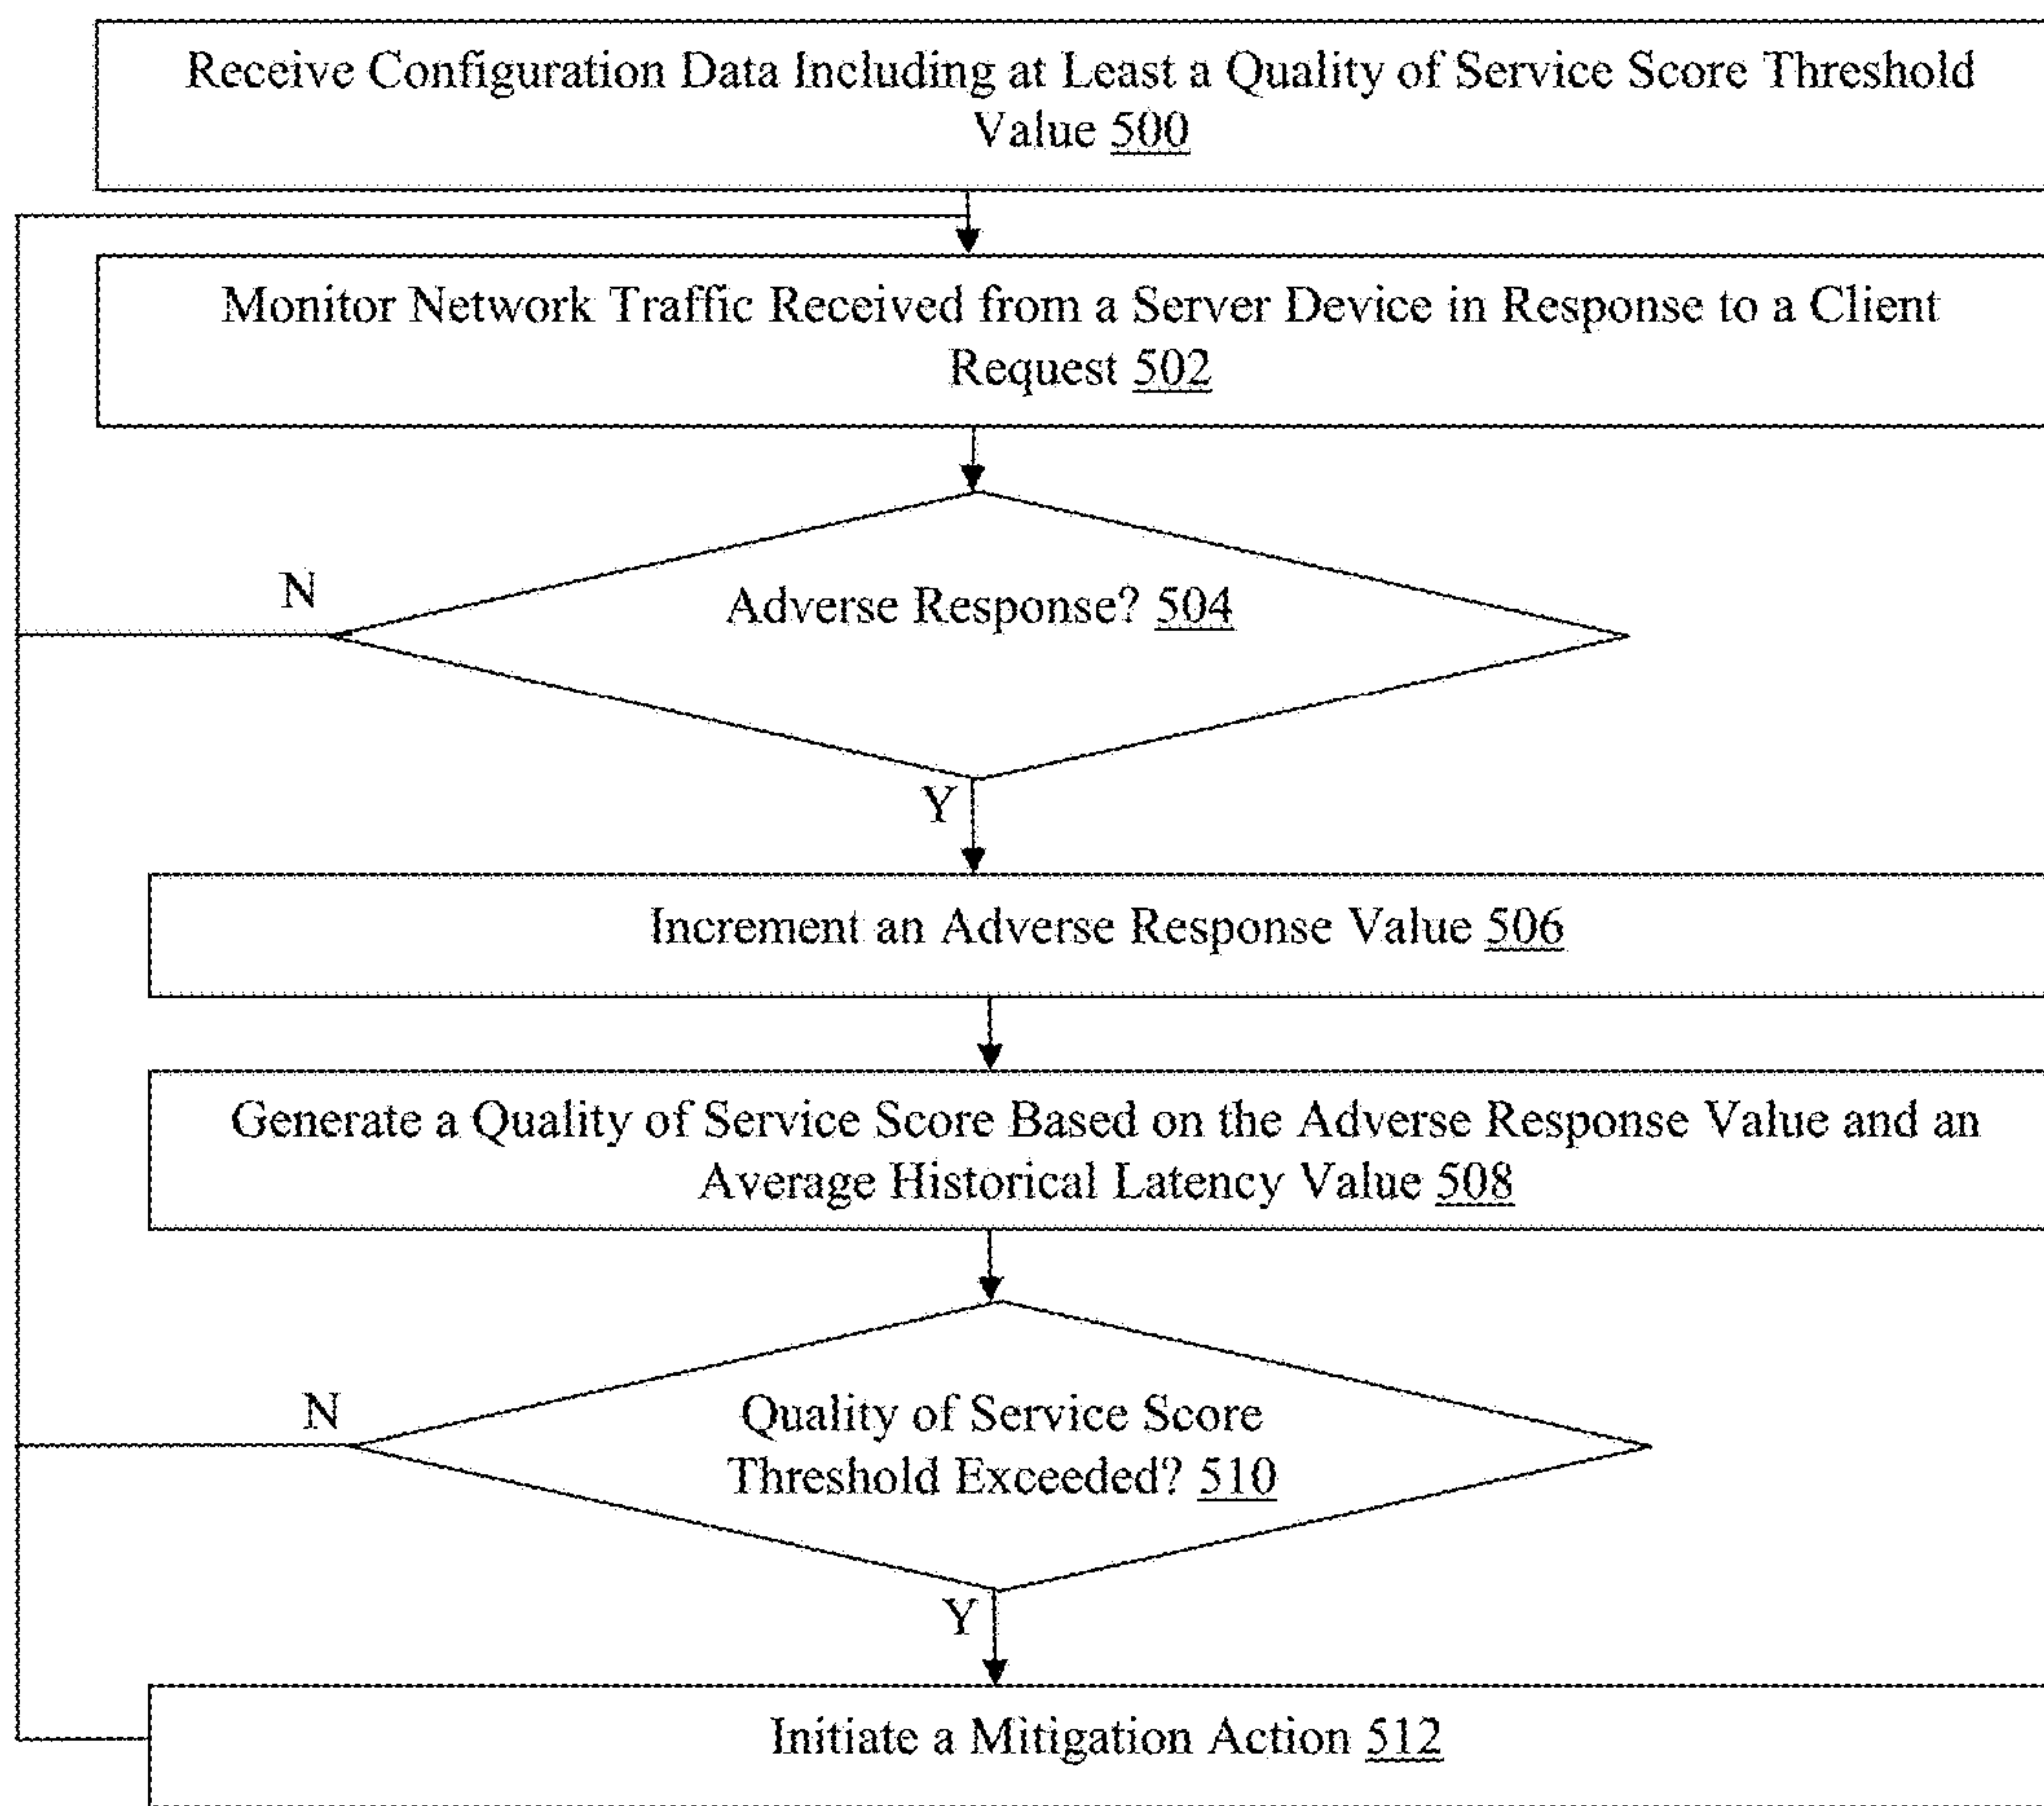 Receive Configuration Data Including at Least a Quality of Service Score Threshold
Value 500
Monitor Network Traffic Received from a Server Device in Response to a Client
Request 502
N
Adverse Response? 504
Y
Increment an Adverse Response Value 506
Generate a Quality of Service Score Based on the Adverse Response Value and an
Average Historical Latency Value 508
N
Quality of Service Score
Threshold Exceeded? 510
Y
Initiate a Mitigation Action 512